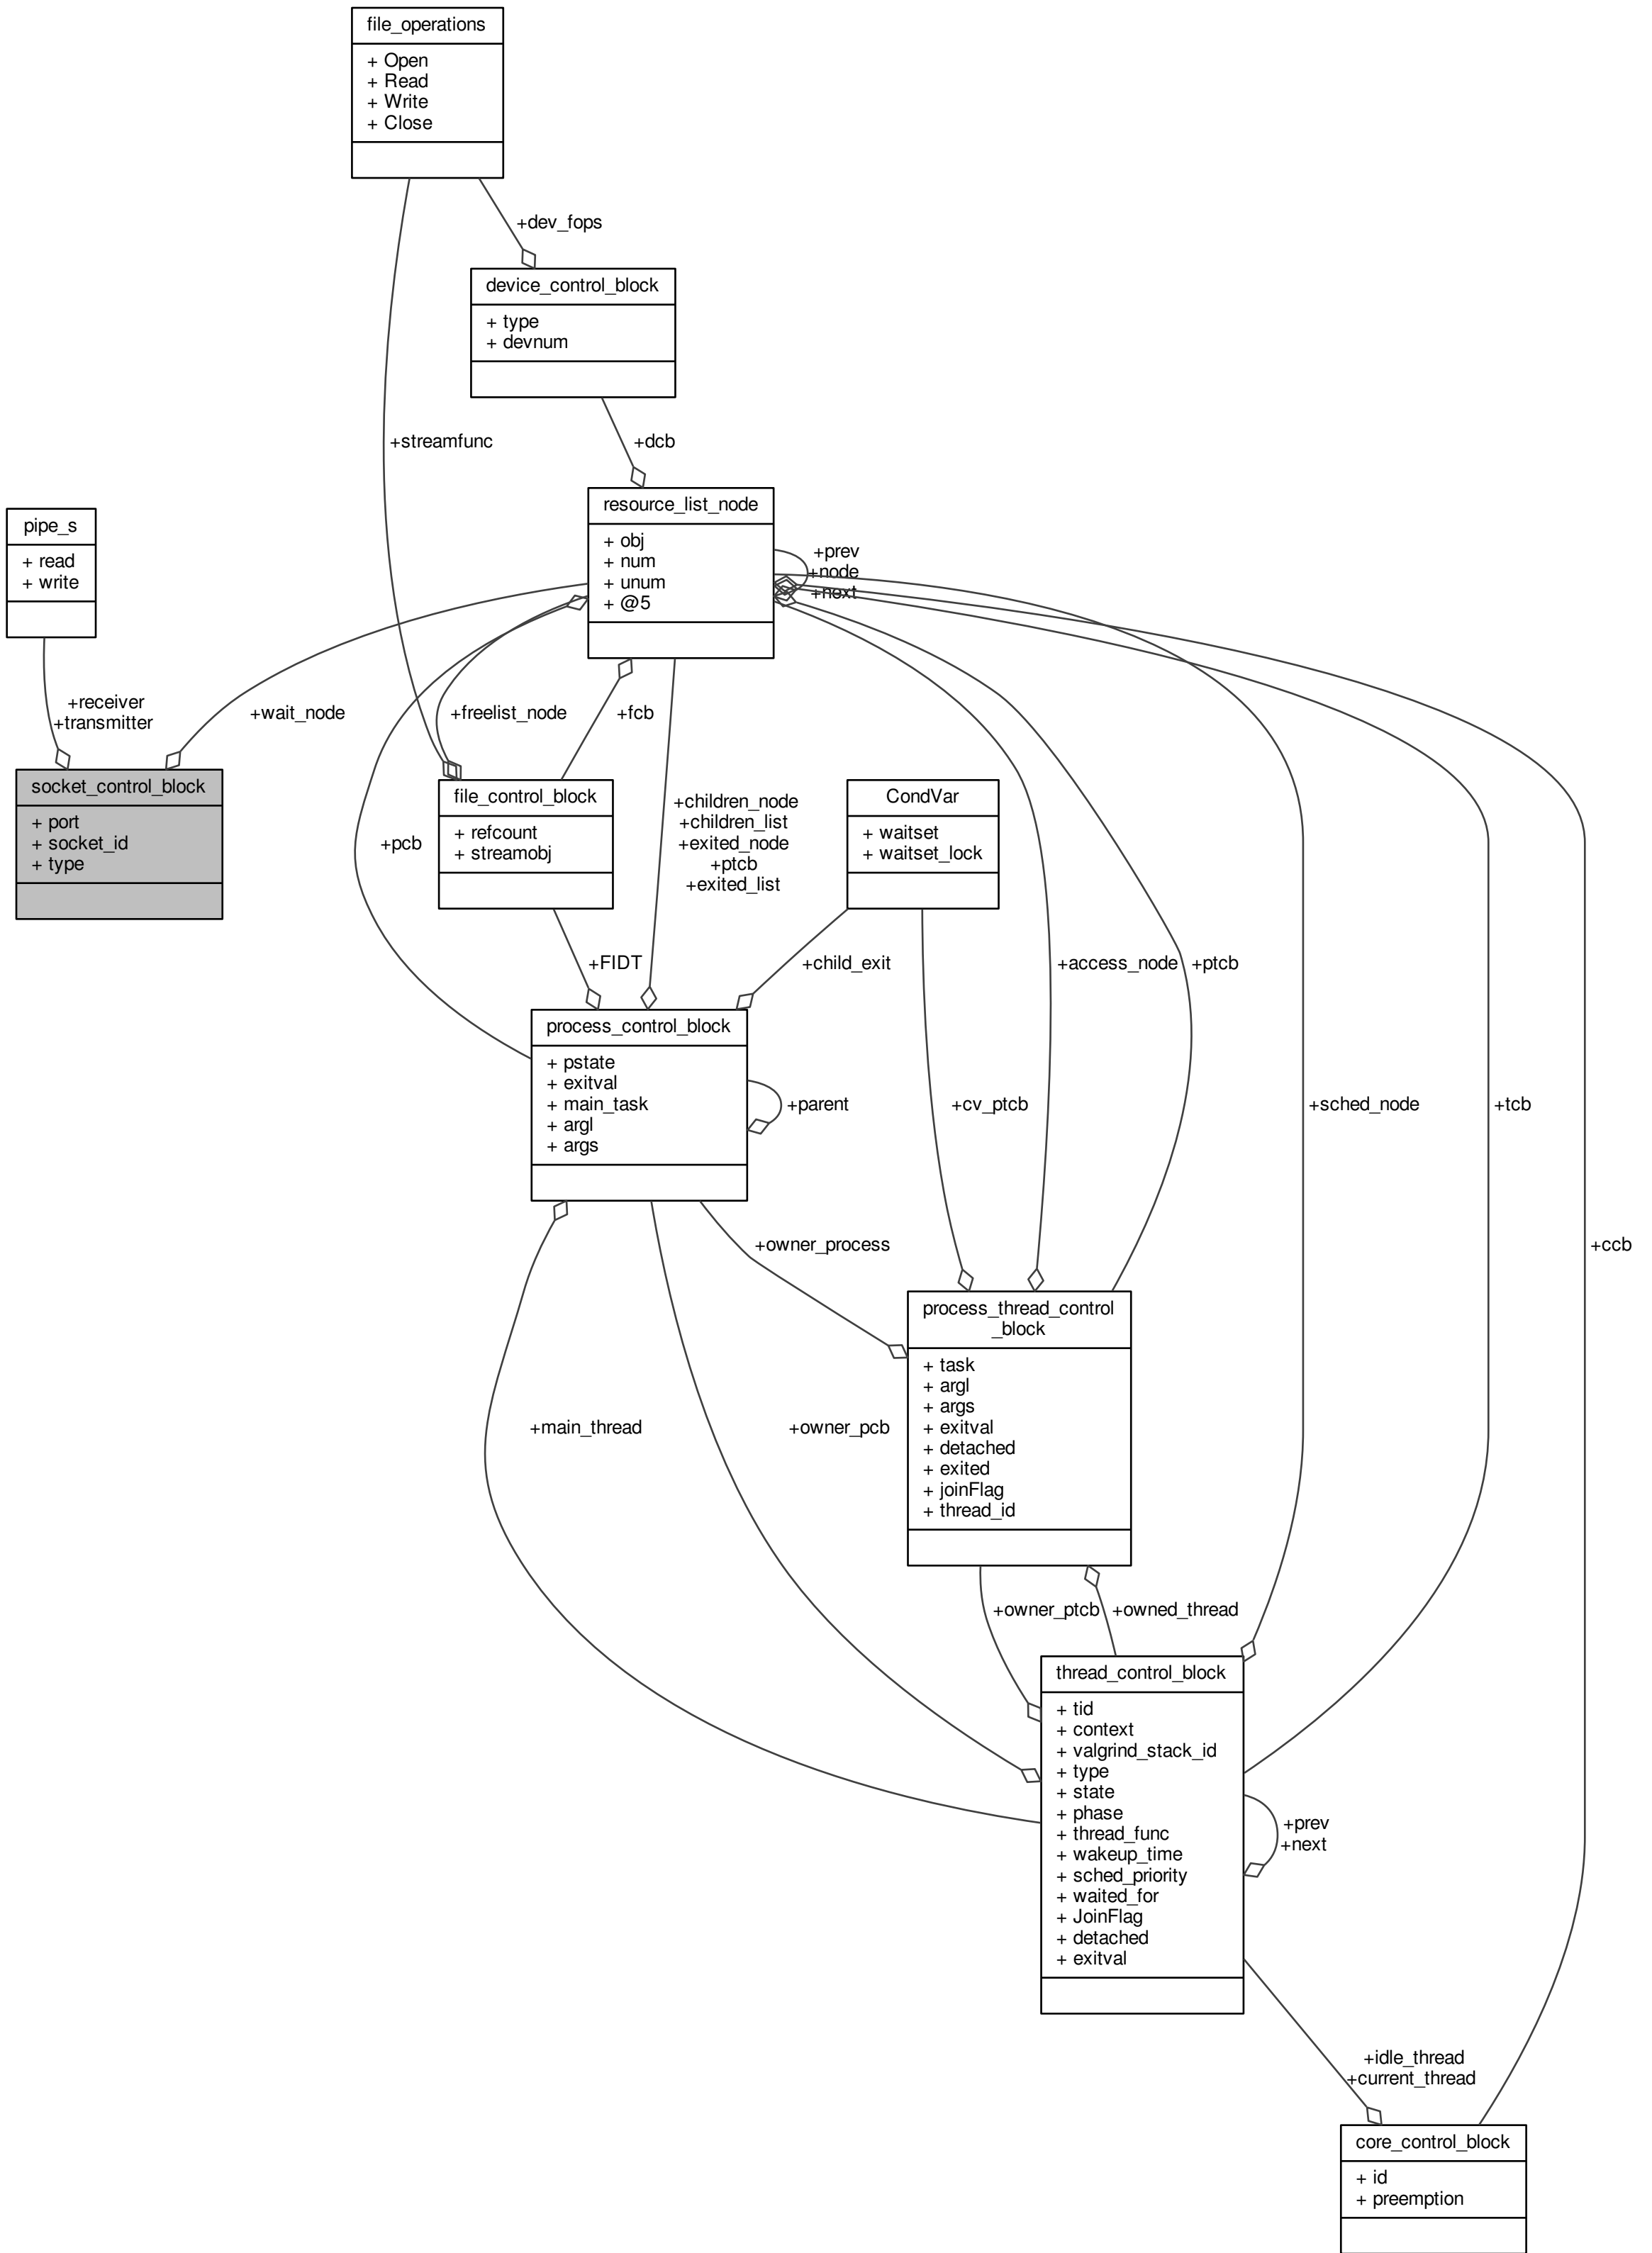 file_operations
+ Open
+ Read
+ Write
+ Close
+dev_fops
device_control_block
+ type
+ devnum
+streamfunc
+dcb
resource_list_node
+ obj
+ num
+ unum
+ @5
+prev
+node
+next
pipe_s
+ read
+ write
+receiver
+transmitter
+wait_node
+freelist_node
+fcb
socket_control_block
+ port
+ socket_id
+ type
+pcb
file_control_block
+ refcount
+ streamobj
+children_node
+children_list
+exited_node
+ptcb
+exited_list
CondVar
+ waitset
+ waitset_lock
+FIDT
+child_exit
+access_node
+ptcb
process_control_block
+ pstate
+ exitval
+ main_task
+ argl
+ args
+parent
+cv_ptcb
+sched_node
+tcb
+owner_process
+ccb
process_thread_control
_block
+ task
+ argl
+ args
+ exitval
+ detached
+ exited
+ joinFlag
+ thread_id
+main_thread
+owner_pcb
+owner_ptcb
+owned_thread
thread_control_block
+ tid
+ context
+ valgrind_stack_id
+ type
+ state
+ phase
+ thread_func
+ wakeup_time
+ sched_priority
+ waited_for
+ JoinFlag
+ detached
+ exitval
+prev
+next
+idle_thread
+current_thread
core_control_block
+ id
+ preemption